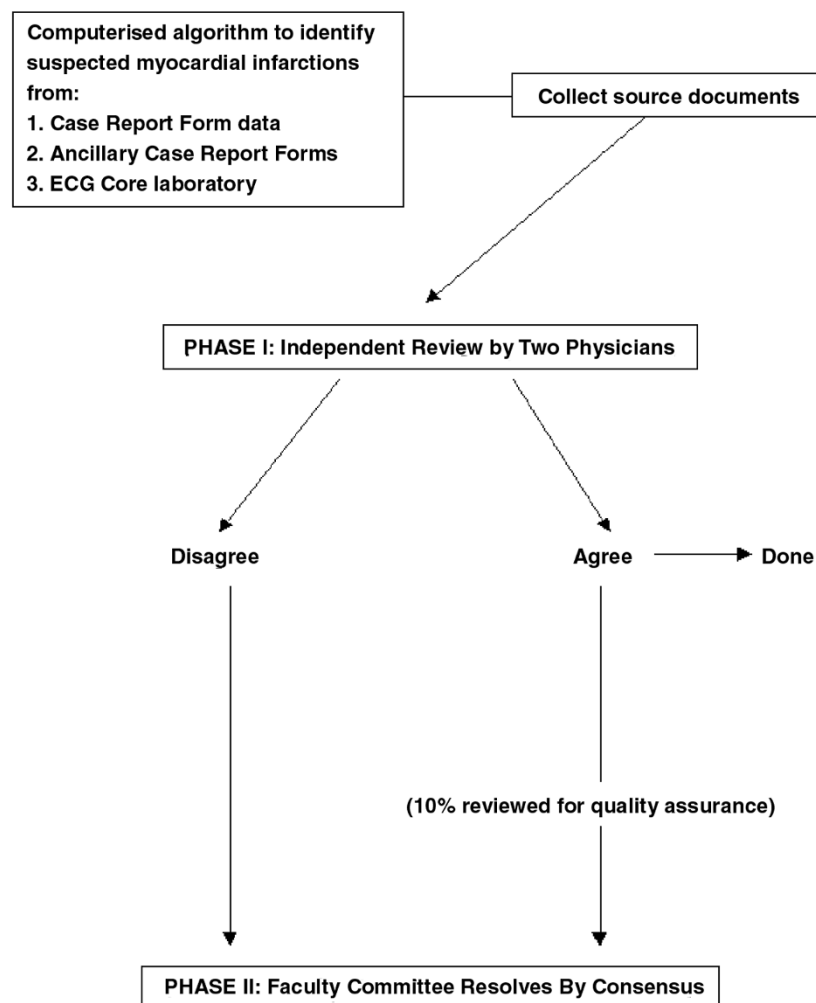 Computerised algorithm to identify
suspected myocardial infarctions
from:
1. Case Report Form data
2. Ancillary Case Report Forms
3. ECG Core laboratory
Collect source documents
PHASE I: Independent Review by Two Physicians
Disagree
Agree
Done
(10% reviewed for quality assurance)
PHASE II: Faculty Committee Resolves By Consensus